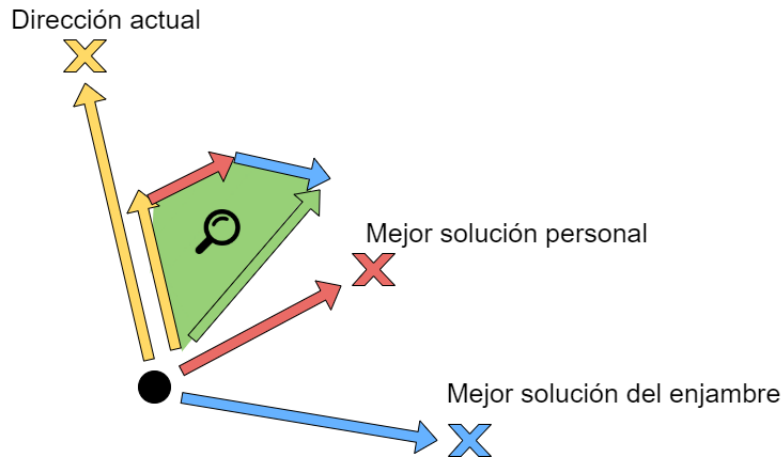 Dirección actual
Mejor solución personal
Mejor solución del enjambre